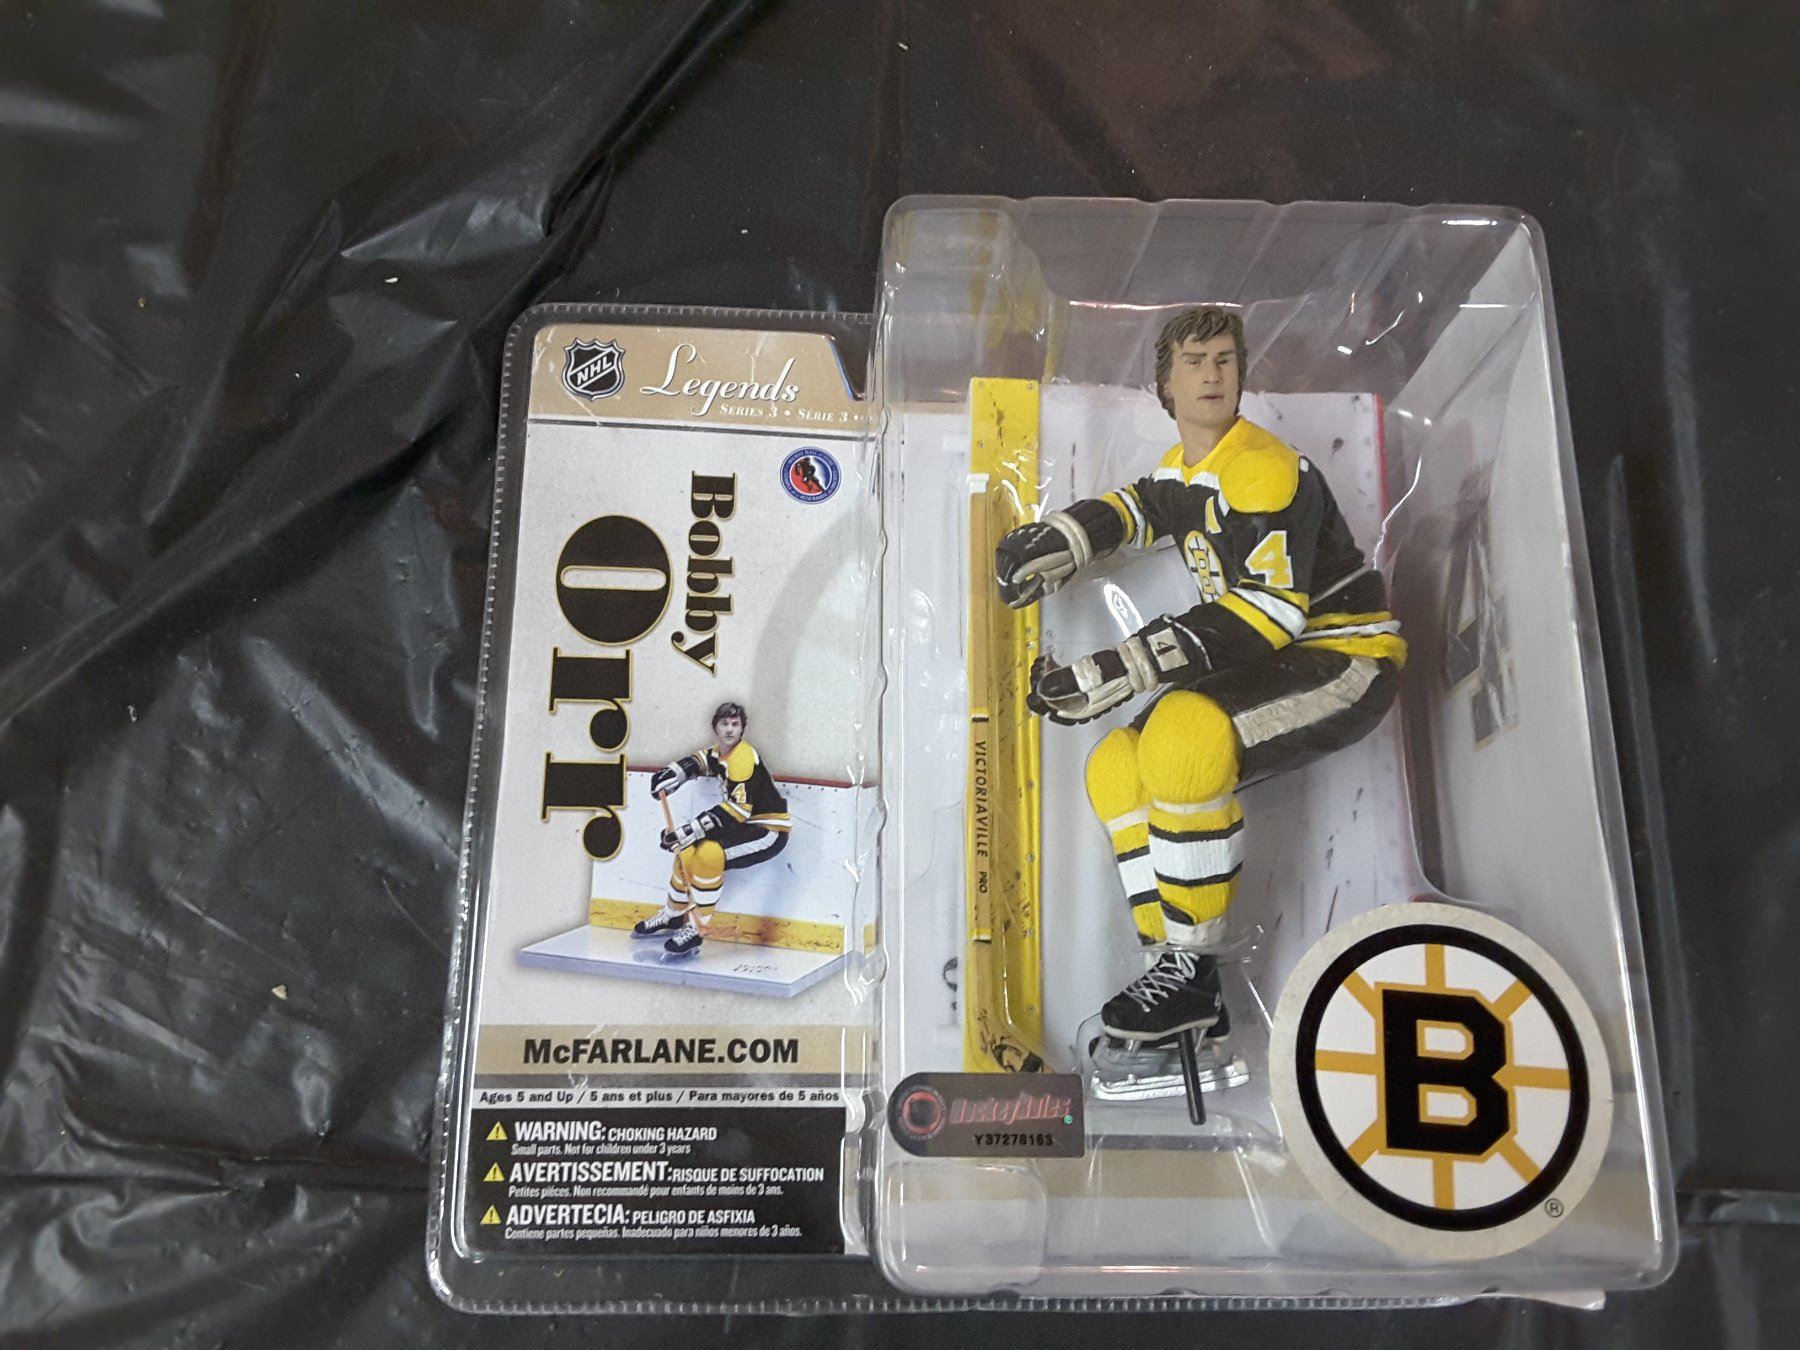 NHL
Legends
SERIES 3 • SÉRIE 3 •
Bobby
Orr
4
McFARLANE.COM
Ages 5 and Up / 5 ans et plus / Para mayores de 5 años
WARNING: CHOKING HAZARD
Small parts. Not for children under 3 years
AVERTISSEMENT: RISQUE DE SUFFOCATION
Petites pièces. Non recommandé pour enfants de moins de 3 ans.
ADVERTECIA: PELIGRO DE ASFIXIA
Contiene partes pequeñas. Inadecuado para niños menores de 3 años.
A
B
4
4
VICTORIAVILLE PRO
HockeyRules
Y37278163
B
®